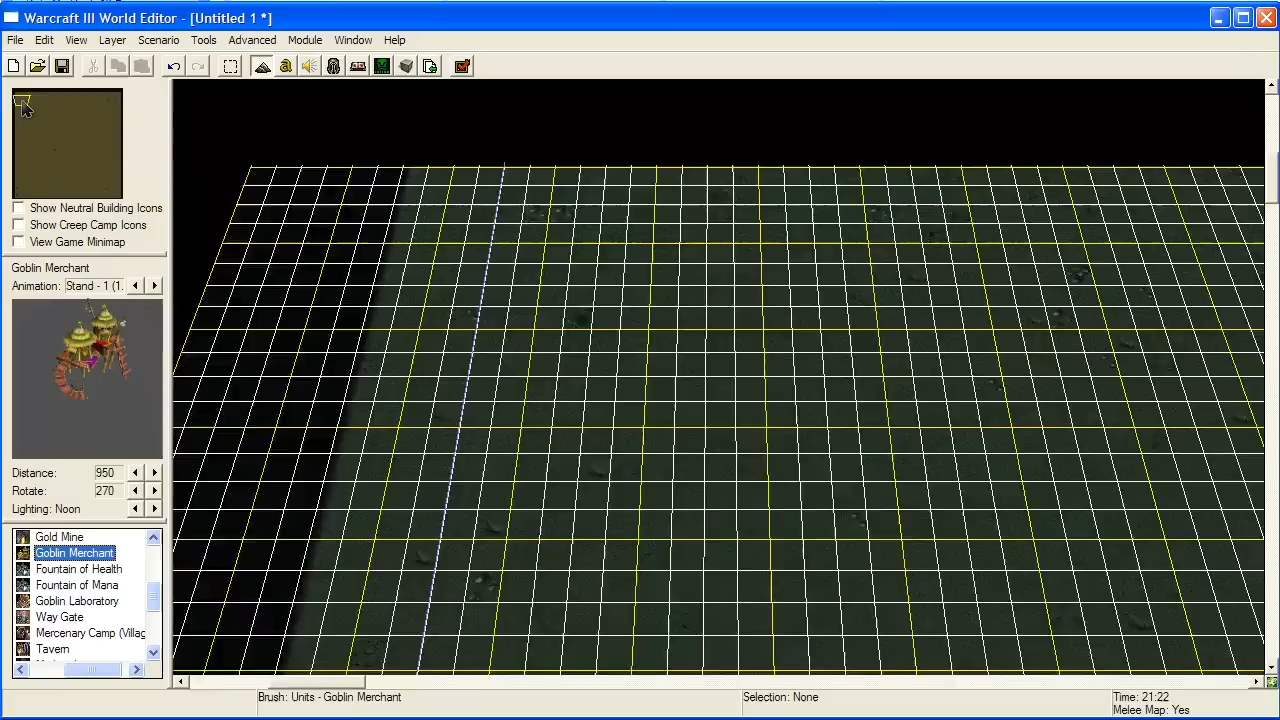 Warcraft III World Editor - [Untitled 1 *]
File Edit View Layer Scenario Tools Advanced Module Window Help
Show Neutral Building Icons
Show Creep Camp Icons
View Game Minimap
Goblin Merchant
Animation: Stand - 1 (1.
Distance: 950
Rotate: 270
Lighting: Noon
Gold Mine
Goblin Merchant
Fountain of Health
Fountain of Mana
Goblin Laboratory
Way Gate
Mercenary Camp (Villag
Tavern
Brush: Units - Goblin Merchant
Selection: None
Time: 21:22
Melee Map: Yes